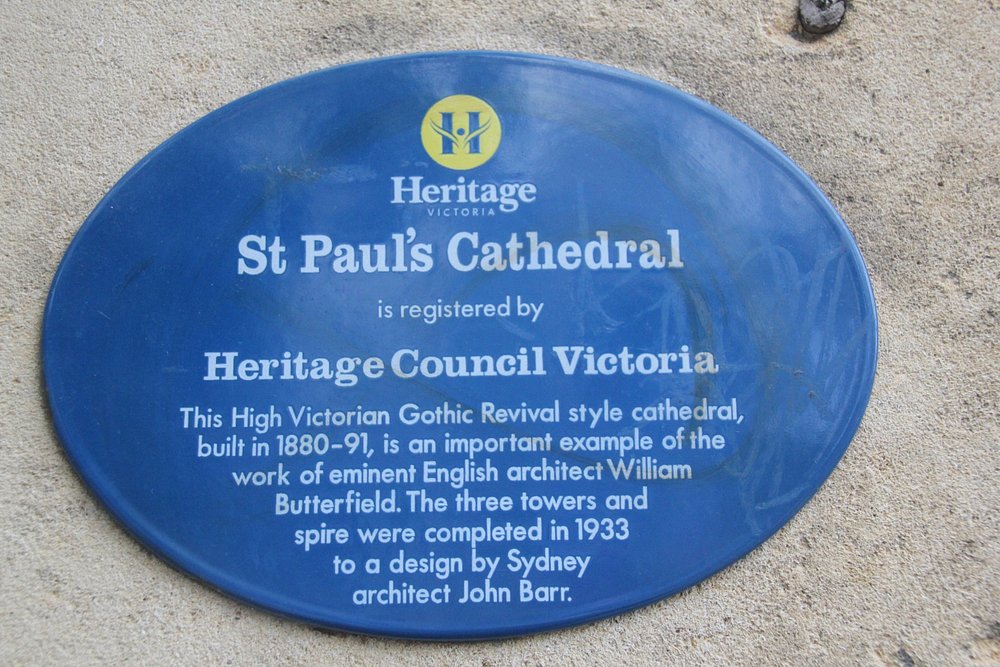 H
Heritage
VICTORIA
St Paul's Cathedral
is registered by
Heritage Council Victoria
This High Victorian Gothic Revival style cathedral,
built in 1880–91, is an important example of the
work of eminent English architect William
Butterfield. The three towers and
spire were completed in 1933
to a design by Sydney
architect John Barr.